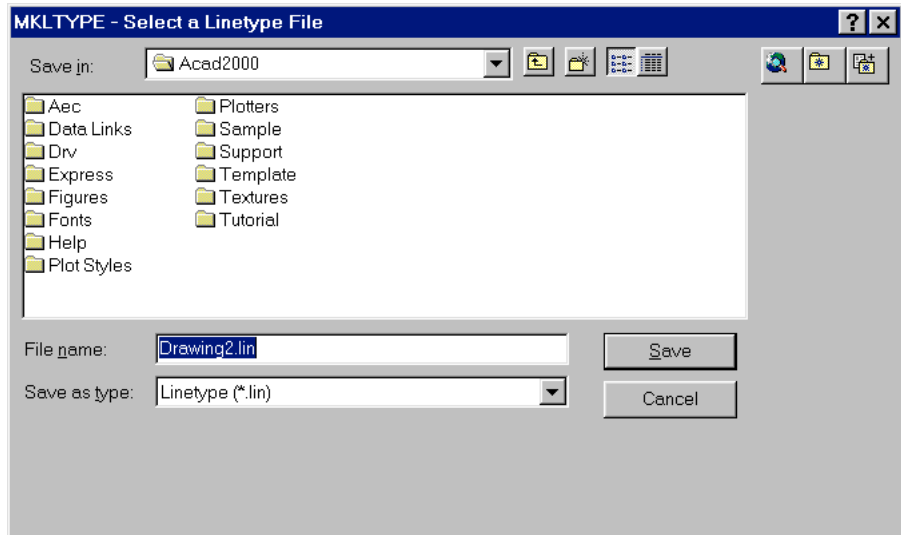 MKLTYPE - Select a Linetype File
Save in: Acad2000
Aec Plotters
Data Links Sample
Drv Support
Express Template
Figures Textures
Fonts Tutorial
Help
Plot Styles
File name: Drawing2.lin Save
Save as type: Linetype (*.lin) Cancel